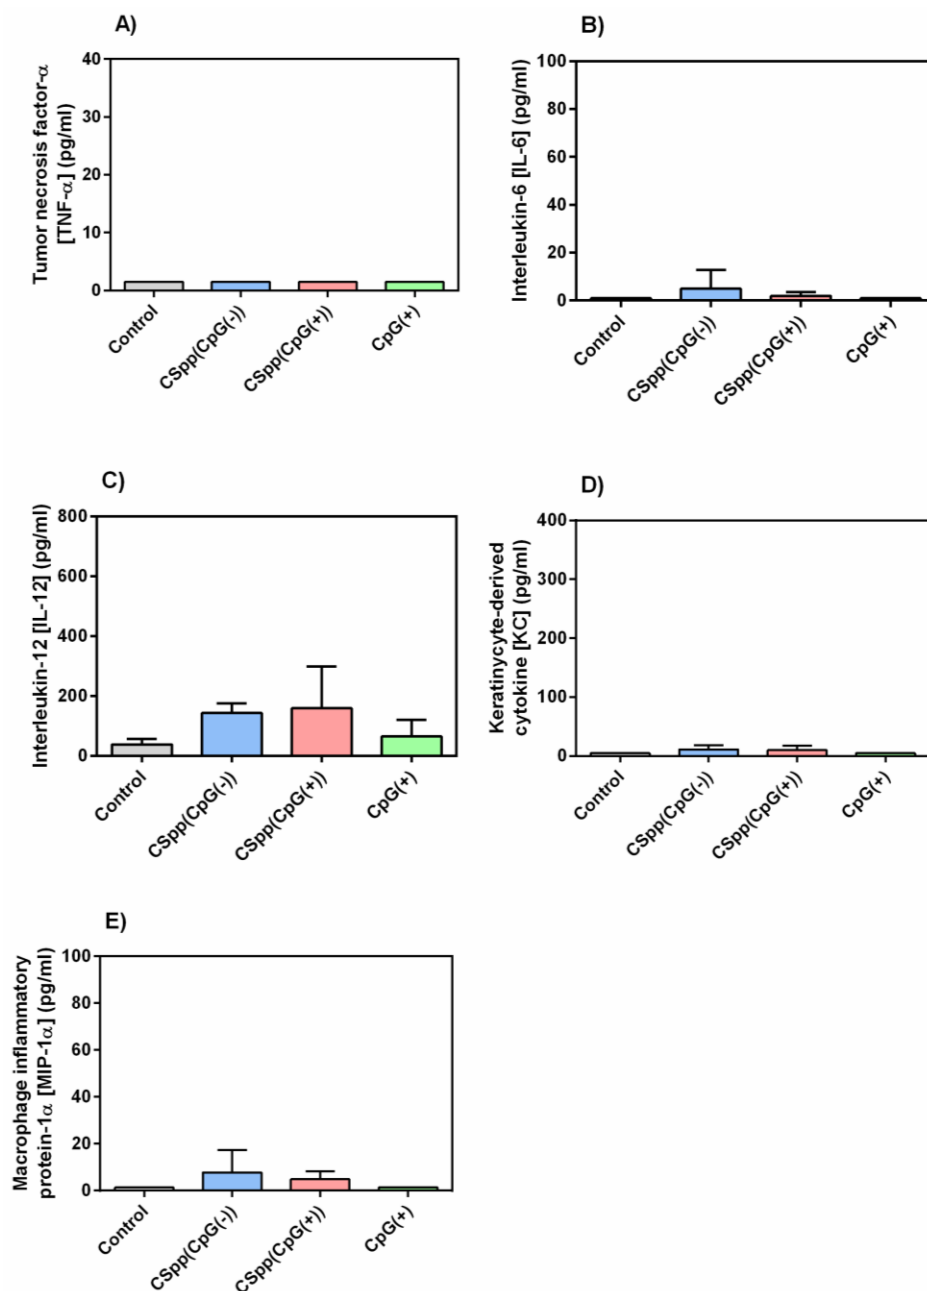 A)
Tumor necrosis factor-α
[TNF-α] (pg/ml)
40
30
20
10
0
Control
CSpp(CpG(-))
CSpp(CpG(+))
CpG(+)
B)
Interleukin-6 [IL-6] (pg/ml)
100
80
60
40
20
0
Control
CSpp(CpG(-))
CSpp(CpG(+))
CpG(+)
C)
Interleukin-12 [IL-12] (pg/ml)
800
600
400
200
0
Control
CSpp(CpG(-))
CSpp(CpG(+))
CpG(+)
D)
Keratinycyte-derived
cytokine [KC] (pg/ml)
400
300
200
100
0
Control
CSpp(CpG(-))
CSpp(CpG(+))
CpG(+)
E)
Macrophage inflammatory
protein-1α [MIP-1α] (pg/ml)
100
80
60
40
20
0
Control
CSpp(CpG(-))
CSpp(CpG(+))
CpG(+)